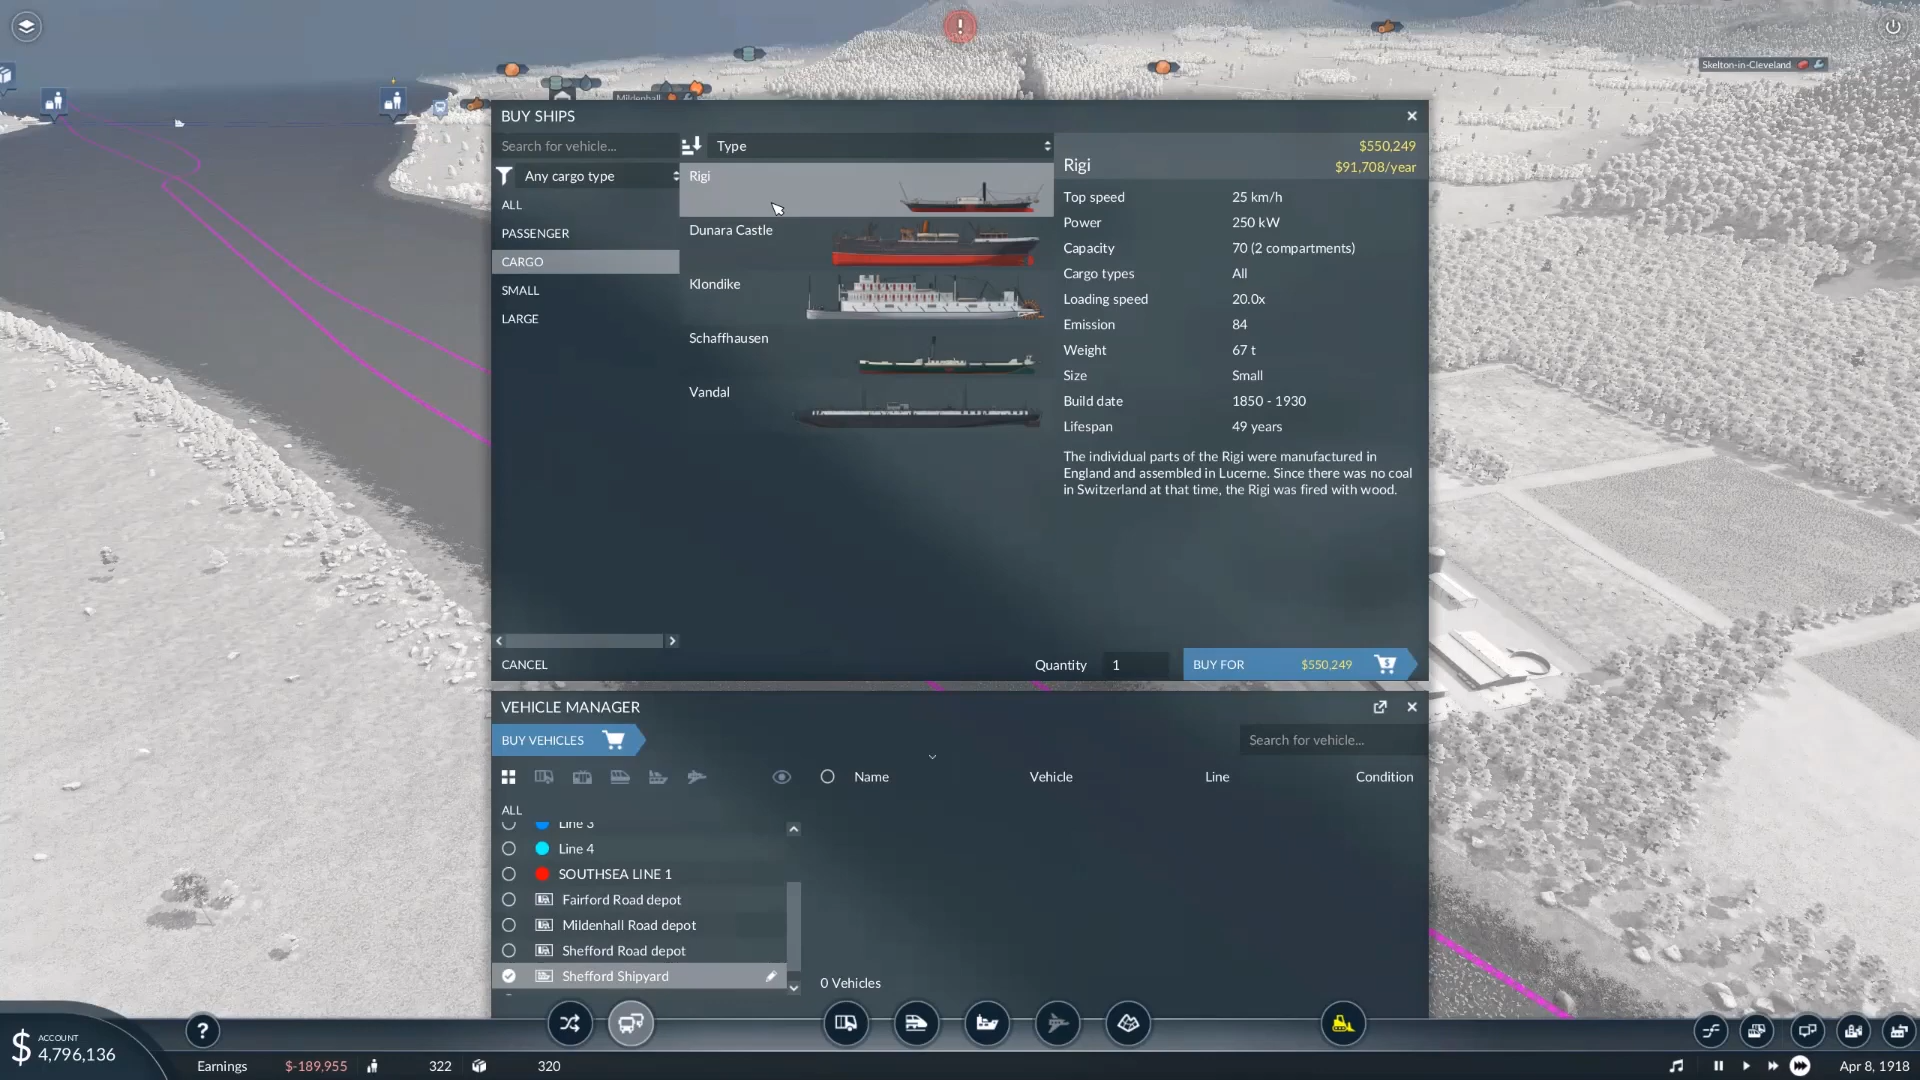 Skelton-in-Cleveland
Mildenhall
BUY SHIPS
Search for vehicle...
Type
$550,249
Rigi
$91,708/year
Any cargo type
ALL
PASSENGER
CARGO
SMALL
LARGE
Rigi
Dunara Castle
Klondike
Schaffhausen
Vandal
Top speed 25 km/h
Power 250 kW
Capacity 70 (2 compartments)
Cargo types All
Loading speed 20.0x
Emission 84
Weight 67 t
Size Small
Build date 1850 - 1930
Lifespan 49 years
The individual parts of the Rigi were manufactured in
England and assembled in Lucerne. Since there was no coal
in Switzerland at that time, the Rigi was fired with wood.
CANCEL
Quantity 1
BUY FOR $550,249
VEHICLE MANAGER
BUY VEHICLES
Search for vehicle...
Name Vehicle Line Condition
ALL
Line 3
Line 4
SOUTHSEA LINE 1
Fairford Road depot
Mildenhall Road depot
Shefford Road depot
Shefford Shipyard
0 Vehicles
?
$ ACCOUNT
4,796,136
Earnings $-189,955 322 320
Apr 8, 1918